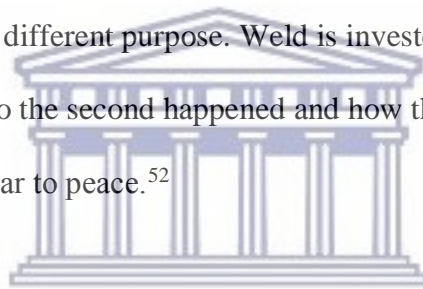 different purpose. Weld is invest
o the second happened and how th
ar to peace.52